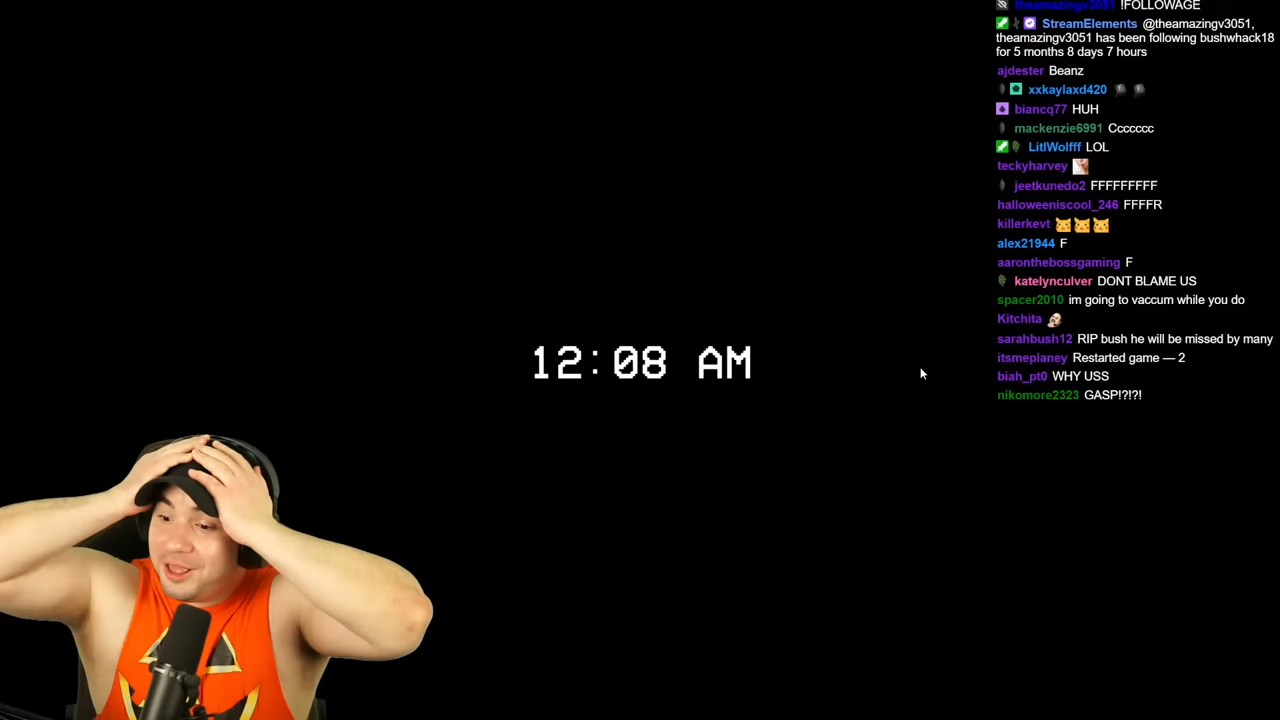 theamazingv3051 !FOLLOWAGE
StreamElements @theamazingv3051,
theamazingv3051 has been following bushwhack18
for 5 months 8 days 7 hours
ajdester Beanz
xxkaylaxd420
biancq77 HUH
mackenzie6991 Ccccccc
LitlWolfff LOL
teckyharvey
jeetkunedo2 FFFFFFFFF
halloweeniscool_246 FFFFR
killerkevt
alex21944 F
aaronthebossgaming F
katelynculver DONT BLAME US
spacer2010 im going to vaccum while you do
Kitchita
sarahbush12 RIP bush he will be missed by many
itsmeplaney Restarted game — 2
biah_pt0 WHY USS
nikomore2323 GASP!?!?!
12:08 AM